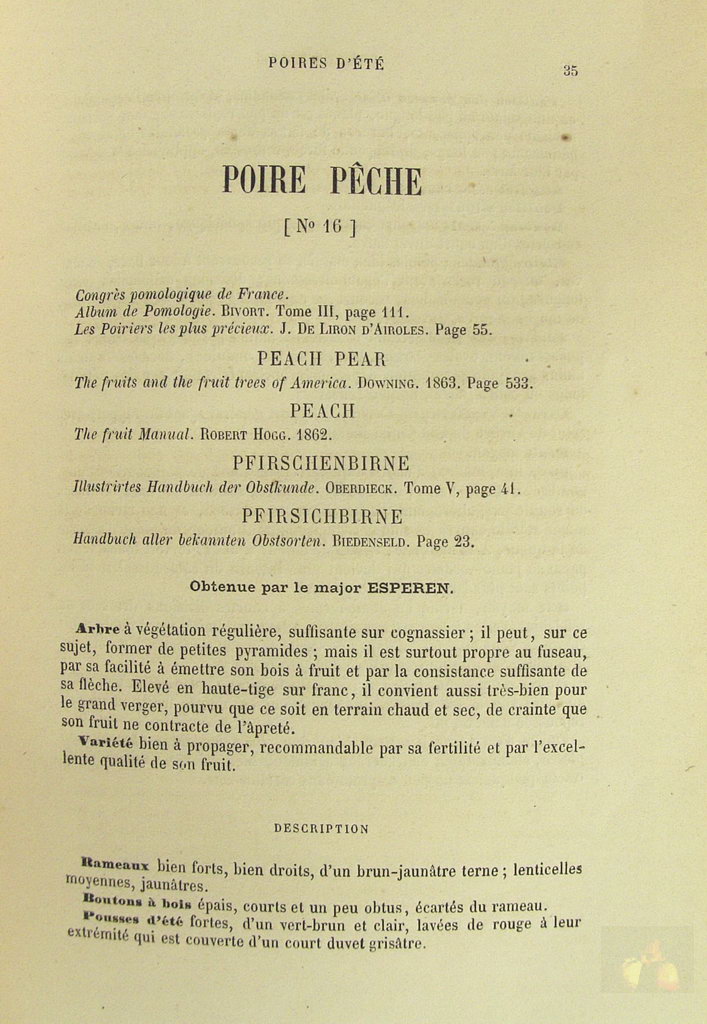 POIRES D'ÉTÉ
35
POIRE PÊCHE
[ No 16 ]
Congrès pomologique de France.
Album de Pomologie. BIVORT. Tome III, page 111.
Les Poiriers les plus précieux. J. DE LIRON D'AIROLES. Page 55.
PEACH PEAR
The fruits and the fruit trees of America. DOWNING. 1863. Page 533.
PEACH
The fruit Manual. ROBERT HOGG. 1862.
PFIRSCHENBIRNE
Illustrirtes Handbuch der Obstkunde. OBERDIECK. Tome V, page 41.
PFIRSICHBIRNE
Handbuch aller bekannten Obstsorten. BIEDENSELD. Page 23.
Obtenue par le major ESPEREN.
Arbre à végétation régulière, suffisante sur cognassier ; il peut, sur ce
sujet, former de petites pyramides ; mais il est surtout propre au fuseau,
par sa facilité à émettre son bois à fruit et par la consistance suffisante de
sa flèche. Elevé en haute-tige sur franc, il convient aussi très-bien pour
le grand verger, pourvu que ce soit en terrain chaud et sec, de crainte que
son fruit ne contracte de l'âpreté.
Variété bien à propager, recommandable par sa fertilité et par l'excel-
lente qualité de son fruit.
DESCRIPTION
Rameaux bien forts, bien droits, d'un brun-jaunâtre terne ; lenticelles
moyennes, jaunâtres.
Boutons à bois épais, courts et un peu obtus, écartés du rameau.
Pousses d'été fortes, d'un vert-brun et clair, lavées de rouge à leur
extrémité qui est couverte d'un court duvet grisâtre.